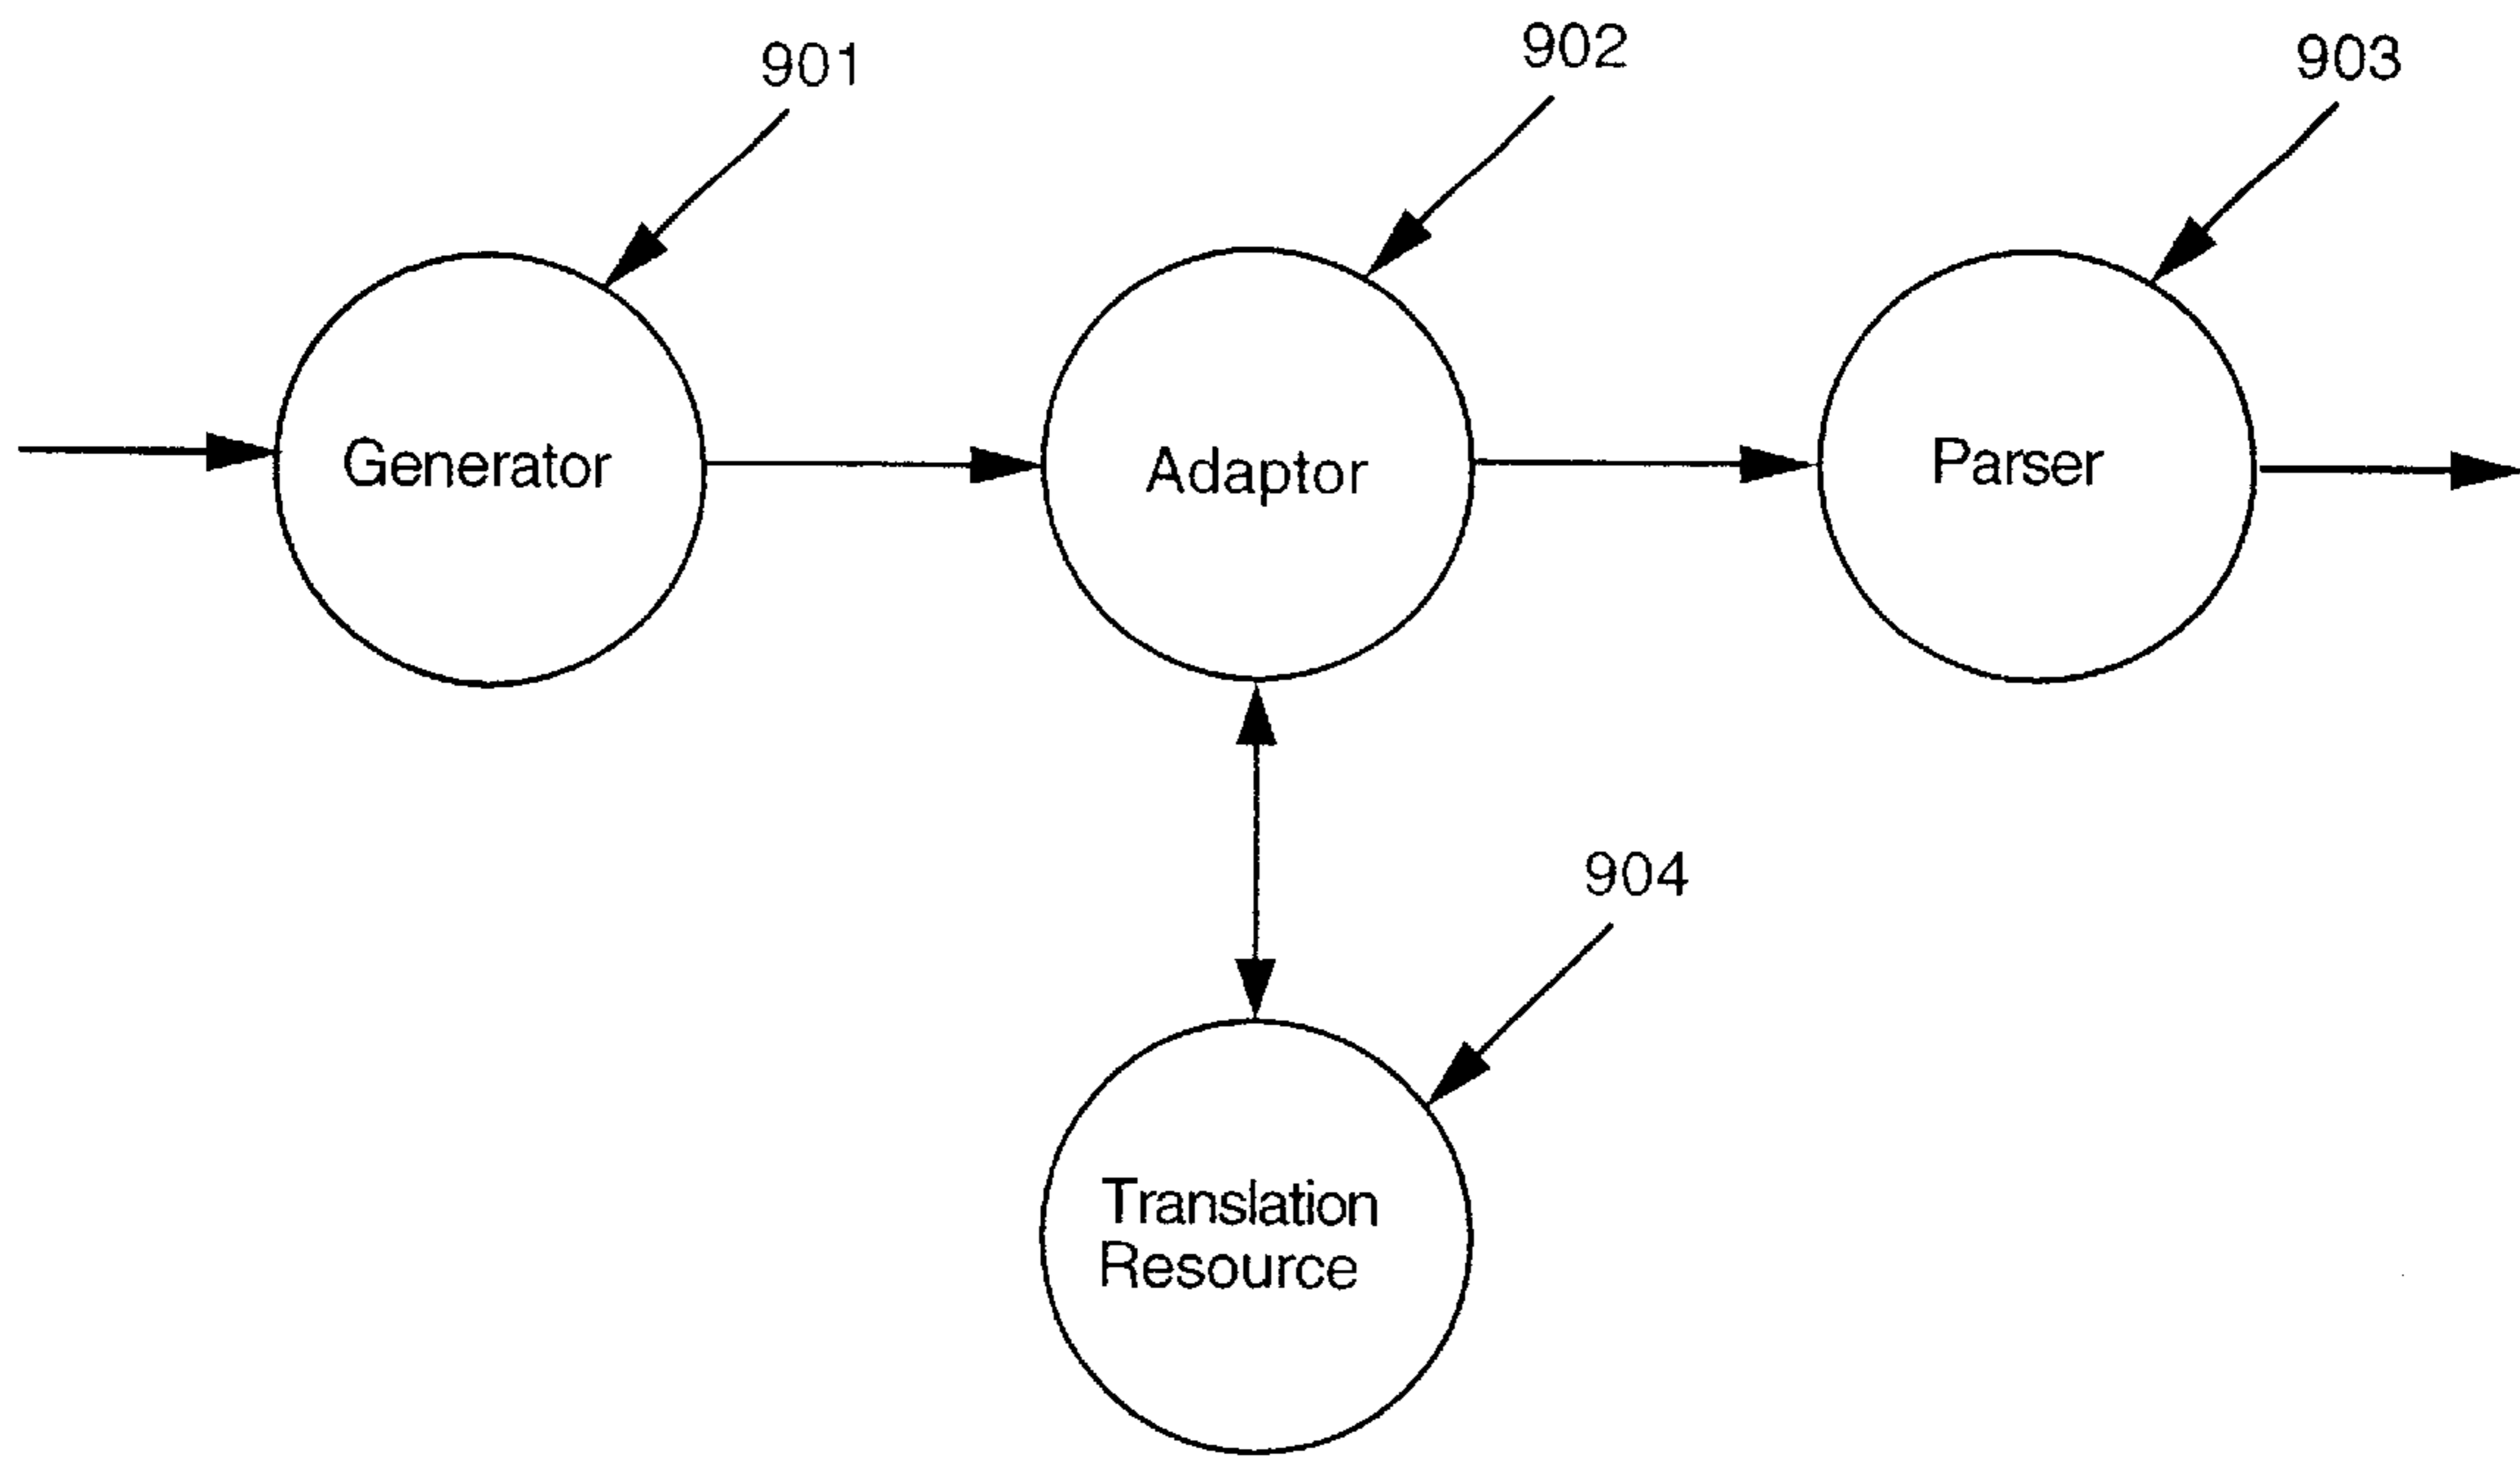 901
902
903
Generator
Adaptor
Parser
904
Translation
Resource